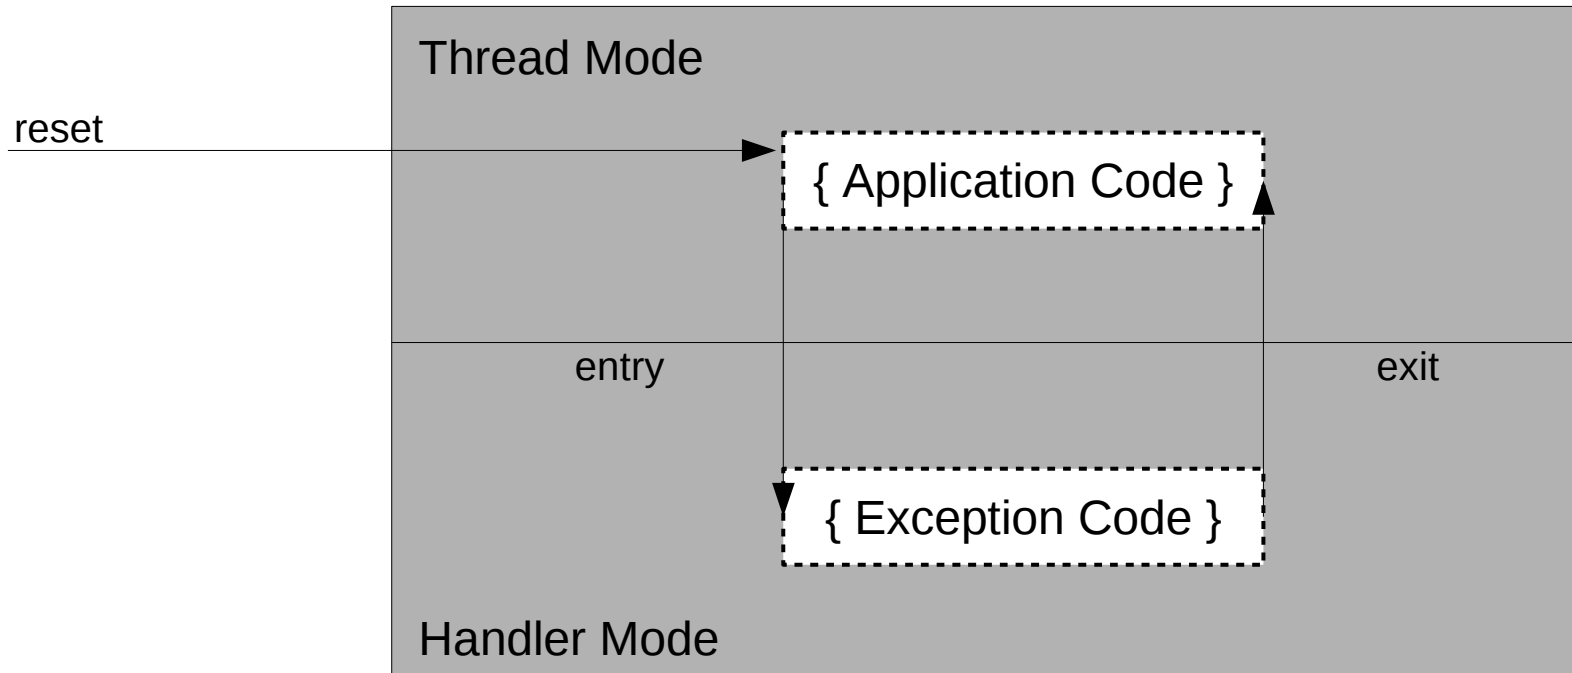 Thread Mode
reset
{ Application Code }
entry
exit
{ Exception Code }
Handler Mode